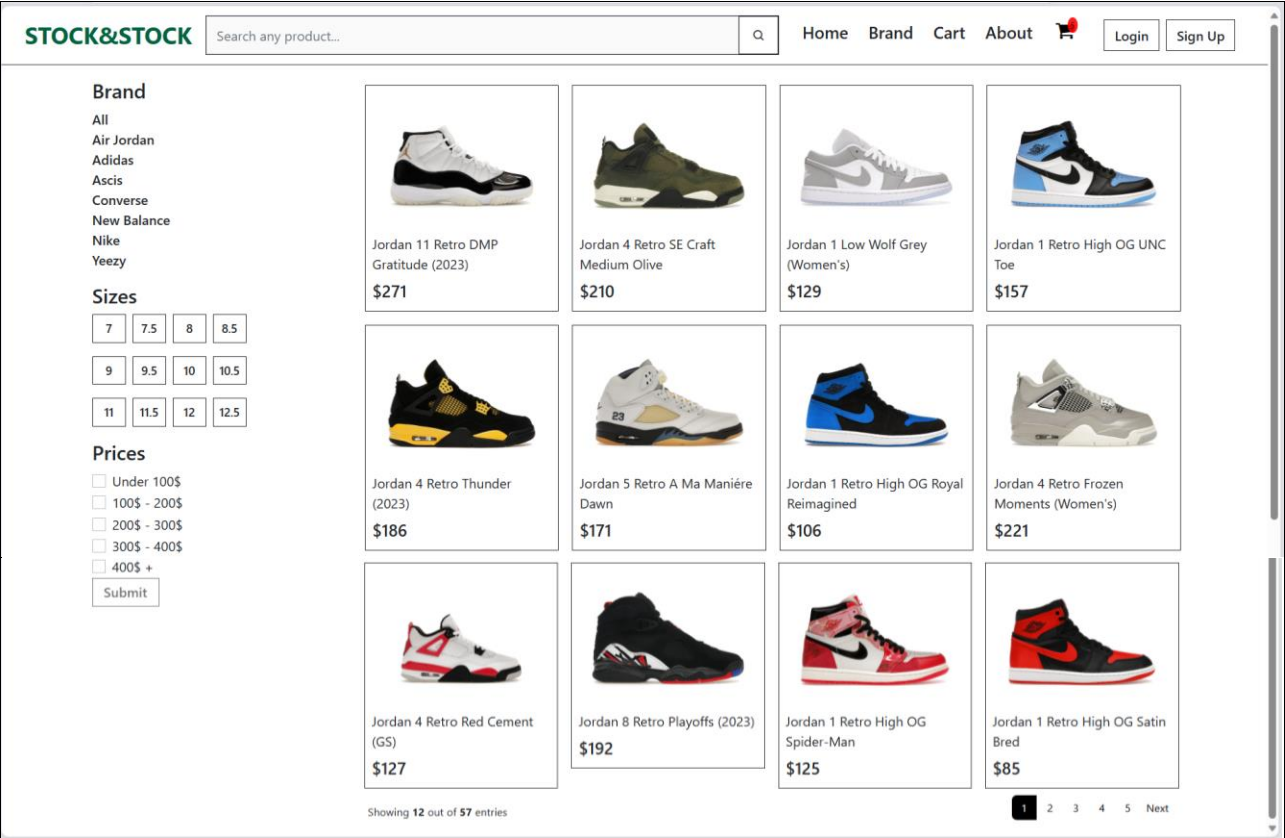 STOCK&STOCK
Search any product...
Home
Brand
Cart
About
Login
Sign Up
Brand
All
Air Jordan
Adidas
Ascis
Converse
New Balance
Nike
Yeezy
Sizes
7
7.5
8
8.5
9
9.5
10
10.5
11
11.5
12
12.5
Prices
Under 100$
100$ - 200$
200$ - 300$
300$ - 400$
400$ +
Submit
Jordan 11 Retro DMP
Gratitude (2023)
$271
Jordan 4 Retro SE Craft
Medium Olive
$210
Jordan 1 Low Wolf Grey
(Women's)
$129
Jordan 1 Retro High OG UNC
Toe
$157
Jordan 4 Retro Thunder
(2023)
$186
23
Jordan 5 Retro A Ma Maniére
Dawn
$171
Jordan 1 Retro High OG Royal
Reimagined
$106
Jordan 4 Retro Frozen
Moments (Women's)
$221
Jordan 4 Retro Red Cement
(GS)
$127
Jordan 8 Retro Playoffs (2023)
$192
Jordan 1 Retro High OG
Spider-Man
$125
Jordan 1 Retro High OG Satin
Bred
$85
Showing 12 out of 57 entries
1
2
3
4
5
Next